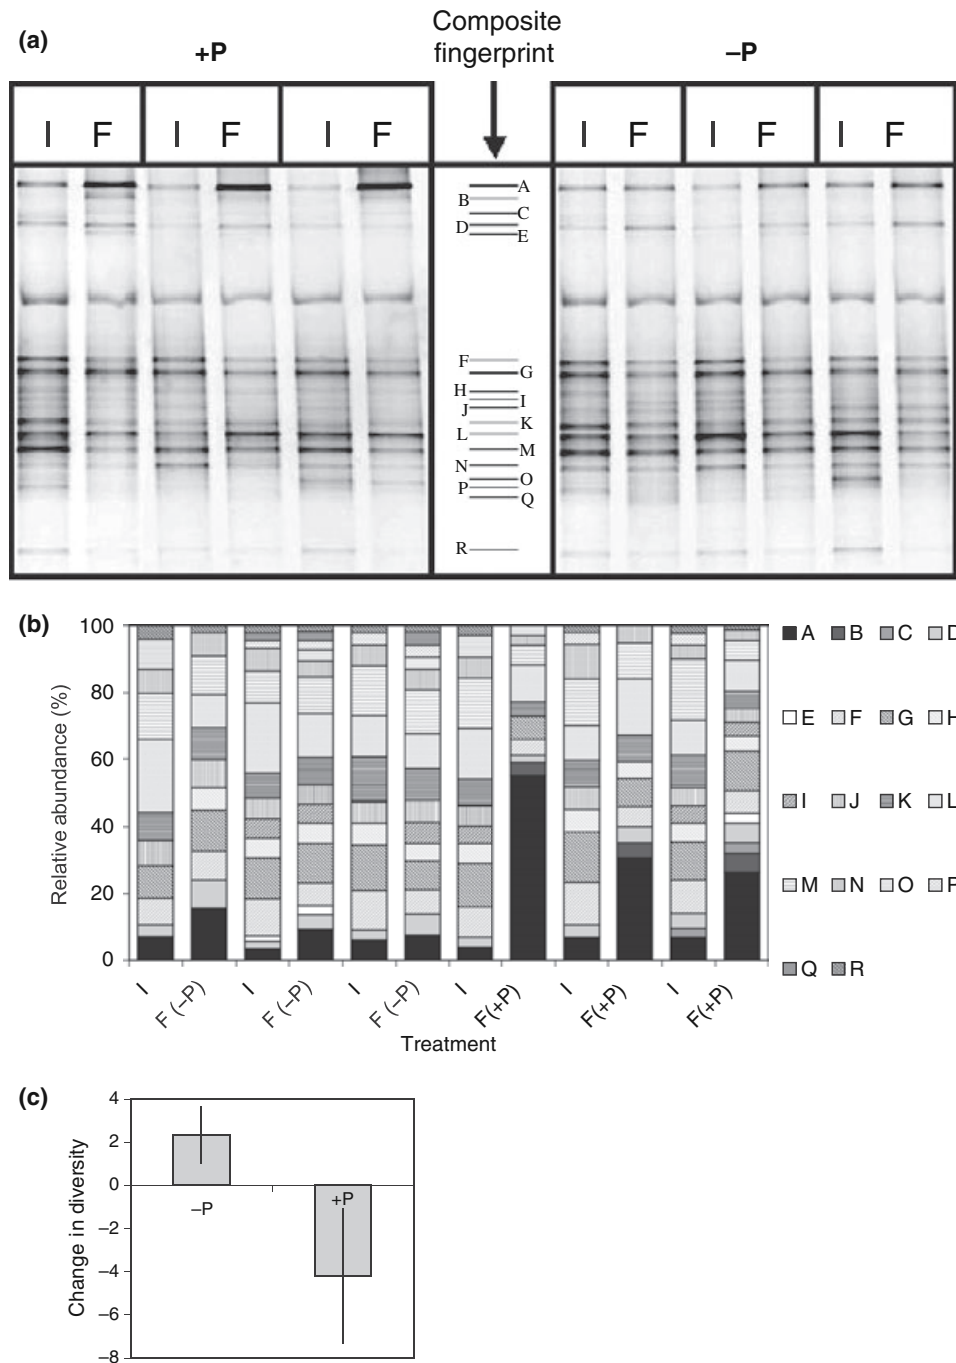 (a)
+P
Composite
fingerprint
–P
I F I F I F
I F I F I F
A
B
C
D
E
F
G
H
I
J
K
L
M
N
O
P
Q
R
(b)
Relative abundance (%)
100
80
60
40
20
0
A B C D
E F G H
I J K L
M N O P
Q R
I F (–P) I F (–P) I F (–P) I F(+P) I F(+P) I F(+P)
Treatment
(c)
Change in diversity
4
2
0
–2
–4
–6
–8
–P
+P